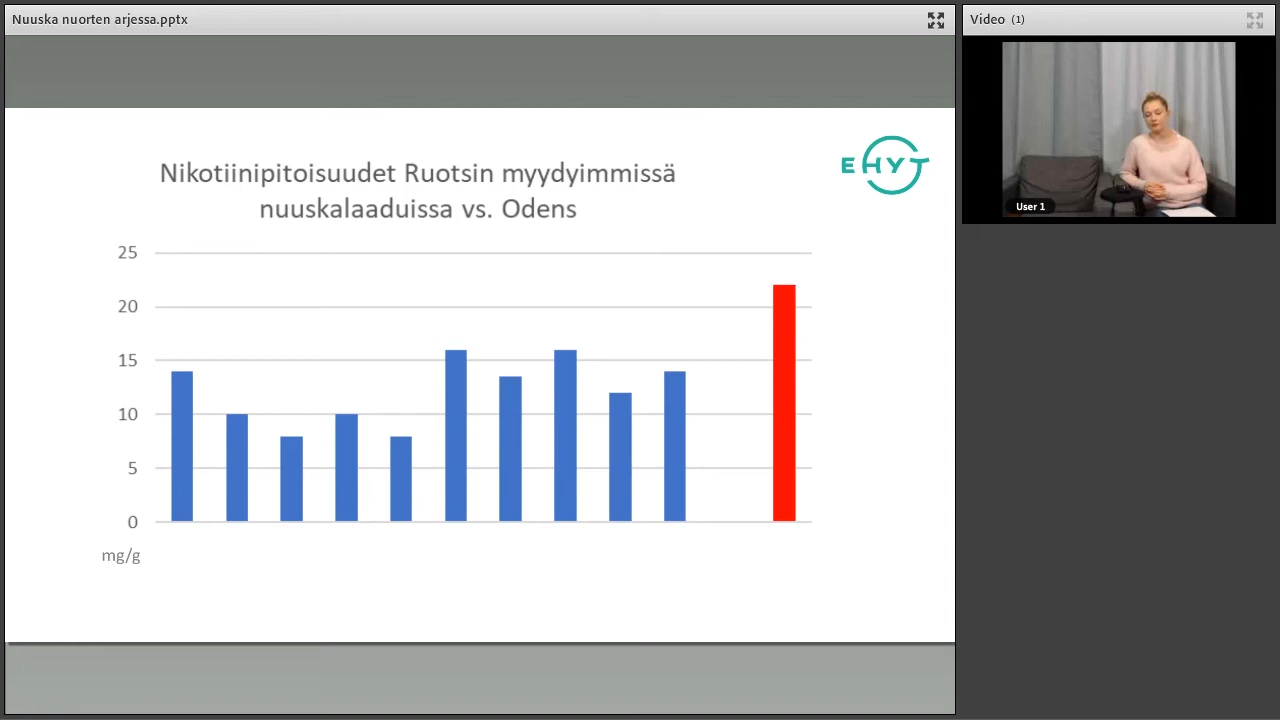 Nuuska nuorten arjessa.pptx
Video (1)
User 1
EHYT
Nikotiinipitoisuudet Ruotsin myydyimmissä
nuuskalaaduissa vs. Odens
25
20
15
10
5
0
mg/g